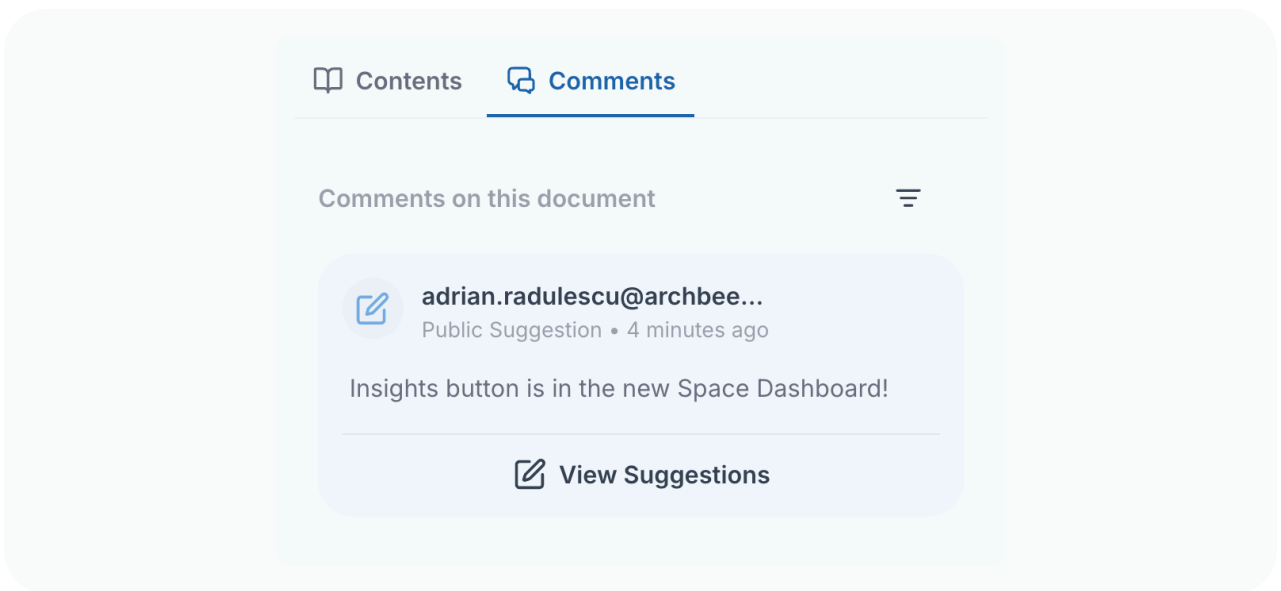 Contents Comments
Comments on this document
adrian.radulescu@archbee...
Public Suggestion • 4 minutes ago
Insights button is in the new Space Dashboard!
View Suggestions